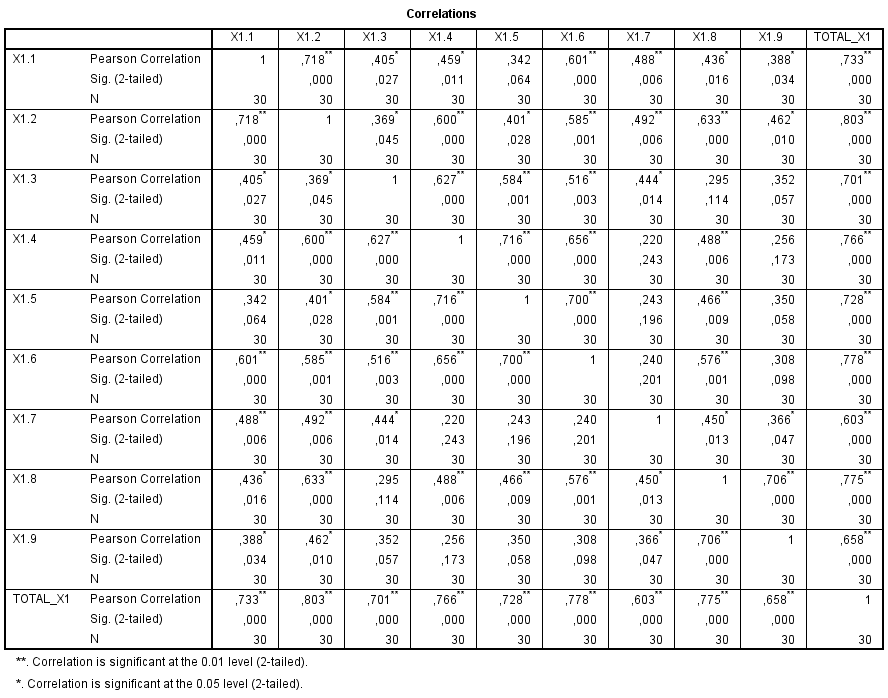 Correlations
X1.1 X1.2 X1.3 X1.4 X1.5 X1.6 X1.7 X1.8 X1.9 TOTAL_X1
X1.1 Pearson Correlation 1 ,718** ,405* ,459* ,342 ,601** ,488** ,436* ,388* ,733**
Sig. (2-tailed) ,000 ,027 ,011 ,064 ,000 ,006 ,016 ,034 ,000
N 30 30 30 30 30 30 30 30 30 30
X1.2 Pearson Correlation ,718** 1 ,369* ,600** ,401* ,585** ,492** ,633** ,462* ,803**
Sig. (2-tailed) ,000 ,045 ,000 ,028 ,001 ,006 ,000 ,010 ,000
N 30 30 30 30 30 30 30 30 30 30
X1.3 Pearson Correlation ,405* ,369* 1 ,627** ,584** ,516** ,444* ,295 ,352 ,701**
Sig. (2-tailed) ,027 ,045 ,000 ,001 ,003 ,014 ,114 ,057 ,000
N 30 30 30 30 30 30 30 30 30 30
X1.4 Pearson Correlation ,459* ,600** ,627** 1 ,716** ,656** ,220 ,488** ,256 ,766**
Sig. (2-tailed) ,011 ,000 ,000 ,000 ,000 ,243 ,006 ,173 ,000
N 30 30 30 30 30 30 30 30 30 30
X1.5 Pearson Correlation ,342 ,401* ,584** ,716** 1 ,700** ,243 ,466** ,350 ,728**
Sig. (2-tailed) ,064 ,028 ,001 ,000 ,000 ,196 ,009 ,058 ,000
N 30 30 30 30 30 30 30 30 30 30
X1.6 Pearson Correlation ,601** ,585** ,516** ,656** ,700** 1 ,240 ,576** ,308 ,778**
Sig. (2-tailed) ,000 ,001 ,003 ,000 ,000 ,201 ,001 ,098 ,000
N 30 30 30 30 30 30 30 30 30 30
X1.7 Pearson Correlation ,488** ,492** ,444* ,220 ,243 ,240 1 ,450* ,366* ,603**
Sig. (2-tailed) ,006 ,006 ,014 ,243 ,196 ,201 ,013 ,047 ,000
N 30 30 30 30 30 30 30 30 30 30
X1.8 Pearson Correlation ,436* ,633** ,295 ,488** ,466** ,576** ,450* 1 ,706** ,775**
Sig. (2-tailed) ,016 ,000 ,114 ,006 ,009 ,001 ,013 ,000 ,000
N 30 30 30 30 30 30 30 30 30 30
X1.9 Pearson Correlation ,388* ,462* ,352 ,256 ,350 ,308 ,366* ,706** 1 ,658**
Sig. (2-tailed) ,034 ,010 ,057 ,173 ,058 ,098 ,047 ,000 ,000
N 30 30 30 30 30 30 30 30 30 30
TOTAL_X1 Pearson Correlation ,733** ,803** ,701** ,766** ,728** ,778** ,603** ,775** ,658** 1
Sig. (2-tailed) ,000 ,000 ,000 ,000 ,000 ,000 ,000 ,000 ,000
N 30 30 30 30 30 30 30 30 30 30
**. Correlation is significant at the 0.01 level (2-tailed).
*. Correlation is significant at the 0.05 level (2-tailed).